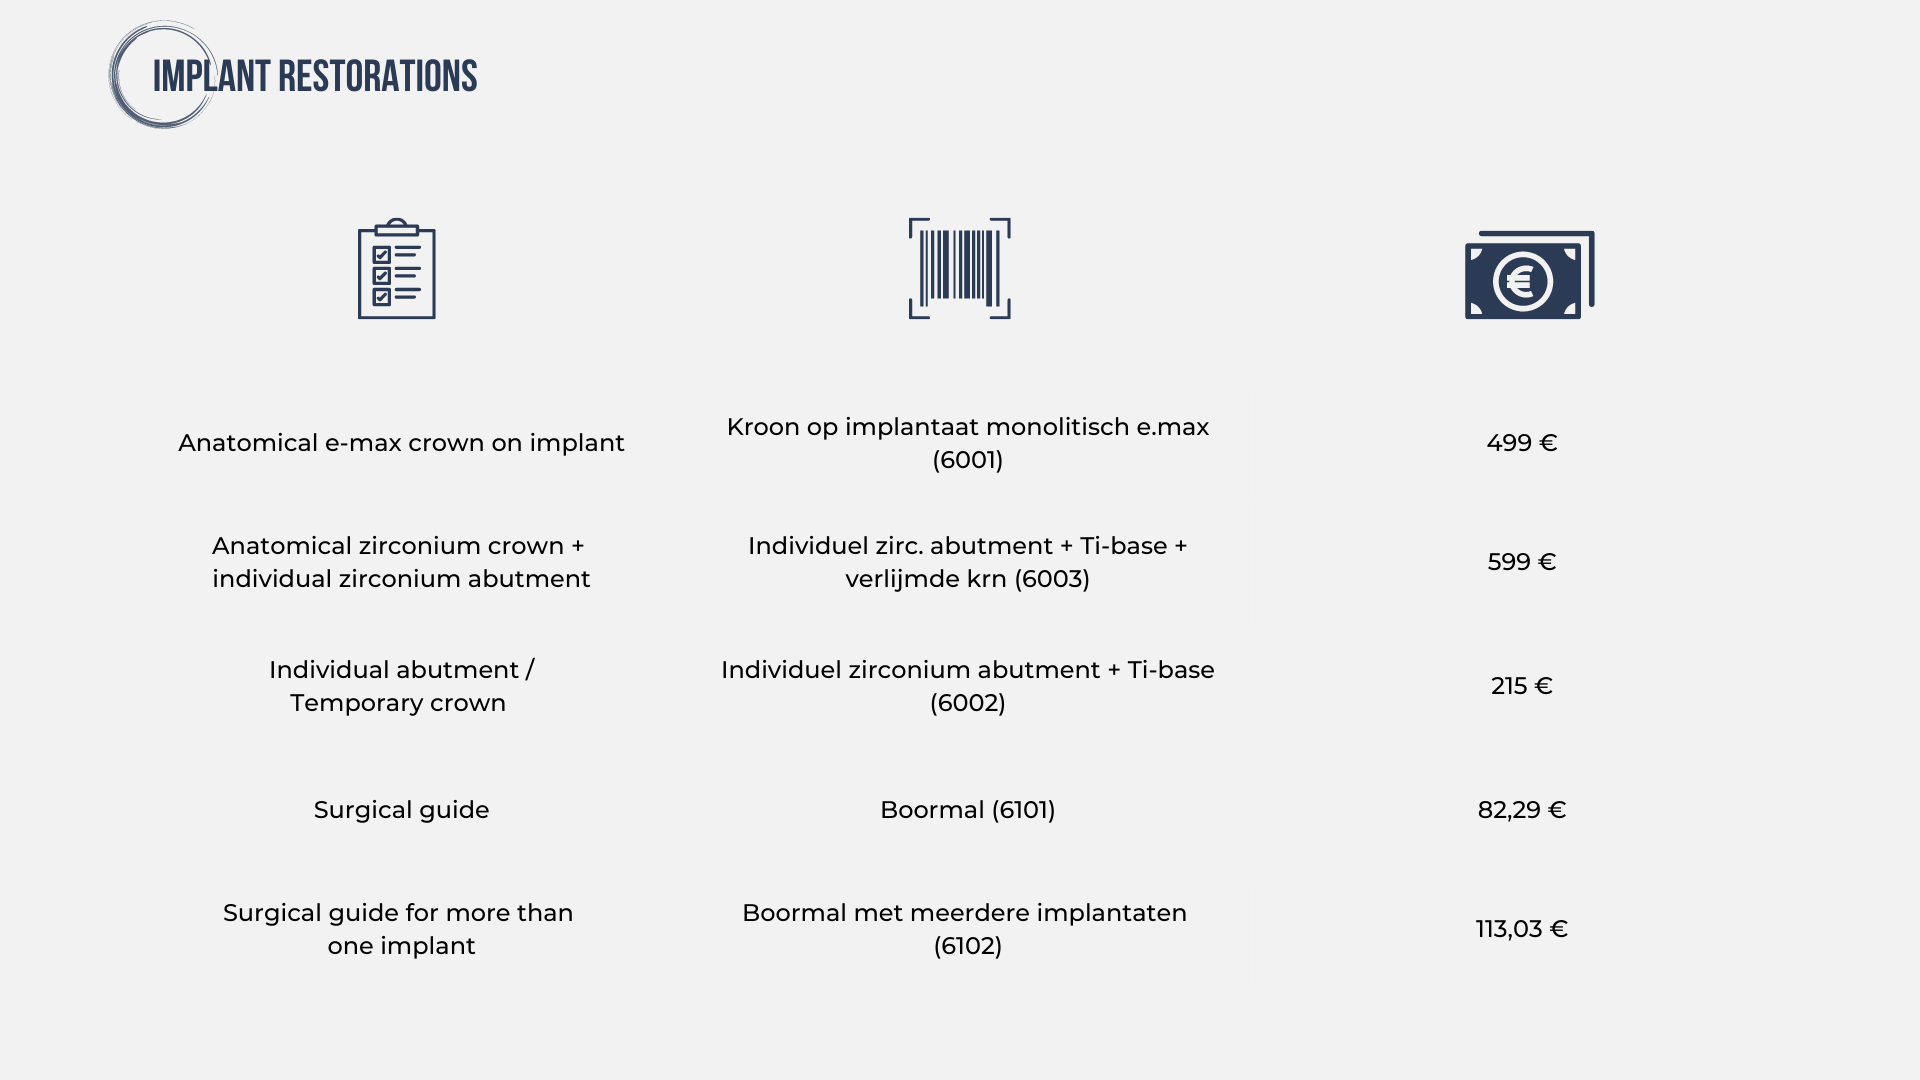 IMPLANT RESTORATIONS
Anatomical e-max crown on implant
Kroon op implantaat monolitisch e.max
(6001)
499 €
Anatomical zirconium crown +
individual zirconium abutment
Individuel zirc. abutment + Ti-base +
verlijmde krn (6003)
599 €
Individual abutment /
Temporary crown
Individuel zirconium abutment + Ti-base
(6002)
215 €
Surgical guide
Boormal (6101)
82,29 €
Surgical guide for more than
one implant
Boormal met meerdere implantaten
(6102)
113,03 €